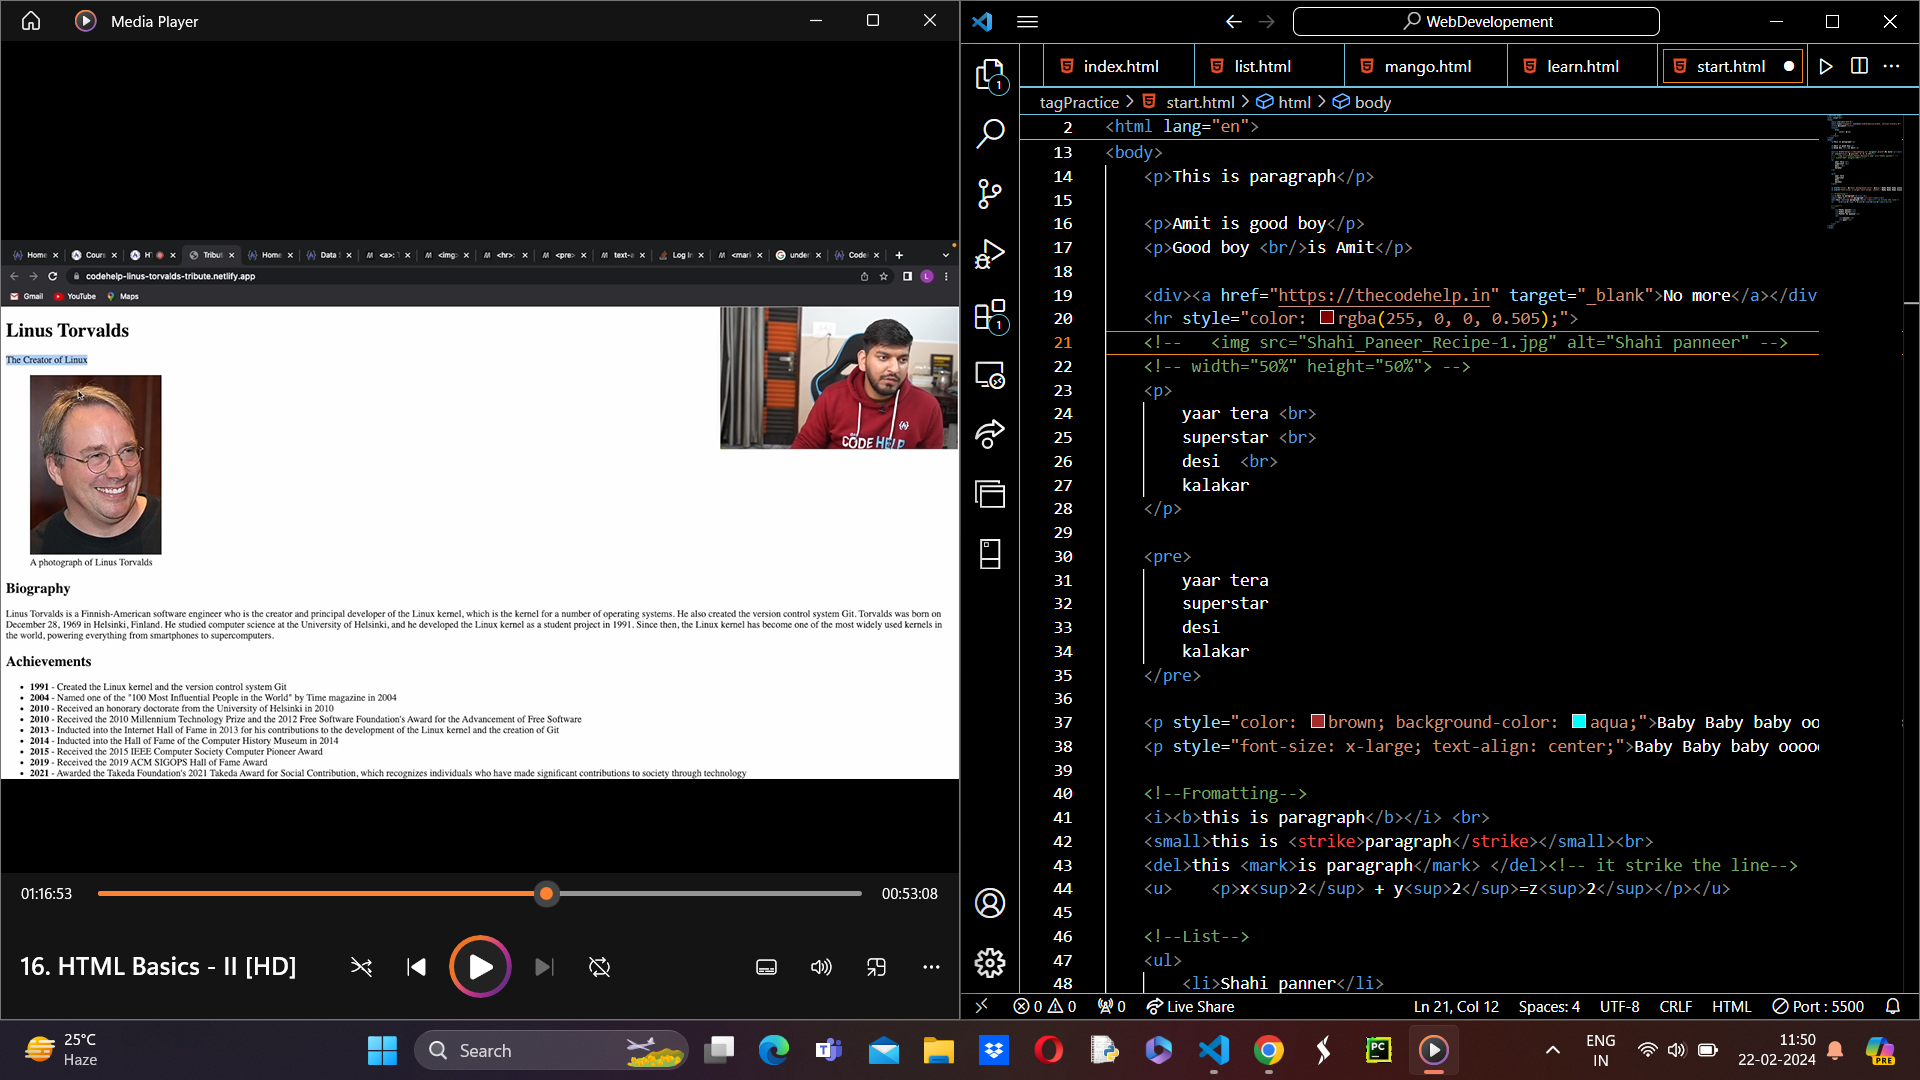 Media Player
Home
Cours
HT
Tribut
Home
Data S
<a>: T
<img>
<hr>:
<pre>
text-a
Log In
<mark
under
Code
codehelp-linus-torvalds-tribute.netlify.app
Gmail YouTube Maps
Linus Torvalds
The Creator of Linux
CODE HELP
A photograph of Linus Torvalds
Biography
Linus Torvalds is a Finnish-American software engineer who is the creator and principal developer of the Linux kernel, which is the kernel for a number of operating systems. He also created the version control system Git. Torvalds was born on
December 28, 1969 in Helsinki, Finland. He studied computer science at the University of Helsinki, and he developed the Linux kernel as a student project in 1991. Since then, the Linux kernel has become one of the most widely used kernels in
the world, powering everything from smartphones to supercomputers.
Achievements
• 1991 - Created the Linux kernel and the version control system Git
• 2004 - Named one of the "100 Most Influential People in the World" by Time magazine in 2004
• 2010 - Received an honorary doctorate from the University of Helsinki in 2010
• 2010 - Received the 2010 Millennium Technology Prize and the 2012 Free Software Foundation's Award for the Advancement of Free Software
• 2013 - Inducted into the Internet Hall of Fame in 2013 for his contributions to the development of the Linux kernel and the creation of Git
• 2014 - Inducted into the Hall of Fame of the Computer History Museum in 2014
• 2015 - Received the 2015 IEEE Computer Society Computer Pioneer Award
• 2019 - Received the 2019 ACM SIGOPS Hall of Fame Award
• 2021 - Awarded the Takeda Foundation's 2021 Takeda Award for Social Contribution, which recognizes individuals who have made significant contributions to society through technology
01:16:53 00:53:08
16. HTML Basics - II [HD]
WebDevelopement
index.html list.html mango.html learn.html start.html
tagPractice > start.html > html > body
1
1
2 <html lang="en">
13 <body>
14 <p>This is paragraph</p>
15
16 <p>Amit is good boy</p>
17 <p>Good boy <br/>is Amit</p>
18
19 <div><a href="https://thecodehelp.in" target="_blank">No more</a></div
20 <hr style="color: rgba(255, 0, 0, 0.505);">
21 <!--   <img src="Shahi_Paneer_Recipe-1.jpg" alt="Shahi panneer" -->
22 <!-- width="50%" height="50%"> -->
23 <p>
24 yaar tera <br>
25 superstar <br>
26 desi  <br>
27 kalakar
28 </p>
29
30 <pre>
31 yaar tera
32 superstar
33 desi
34 kalakar
35 </pre>
36
37 <p style="color: brown; background-color: aqua;">Baby Baby baby oo
38 <p style="font-size: x-large; text-align: center;">Baby Baby baby oooo
39
40 <!--Fromatting-->
41 <i><b>this is paragraph</b></i> <br>
42 <small>this is <strike>paragraph</strike></small><br>
43 <del>this <mark>is paragraph</mark> </del><!-- it strike the line-->
44 <u>    <p>x<sup>2</sup> + y<sup>2</sup>=z<sup>2</sup></p></u>
45
46 <!--List-->
47 <ul>
48 <li>Shahi panner</li>
0 0 0 Live Share Ln 21, Col 12 Spaces: 4 UTF-8 CRLF HTML Port : 5500
25°C
Haze
Search
PC
ENG
IN
11:50
22-02-2024
PRE